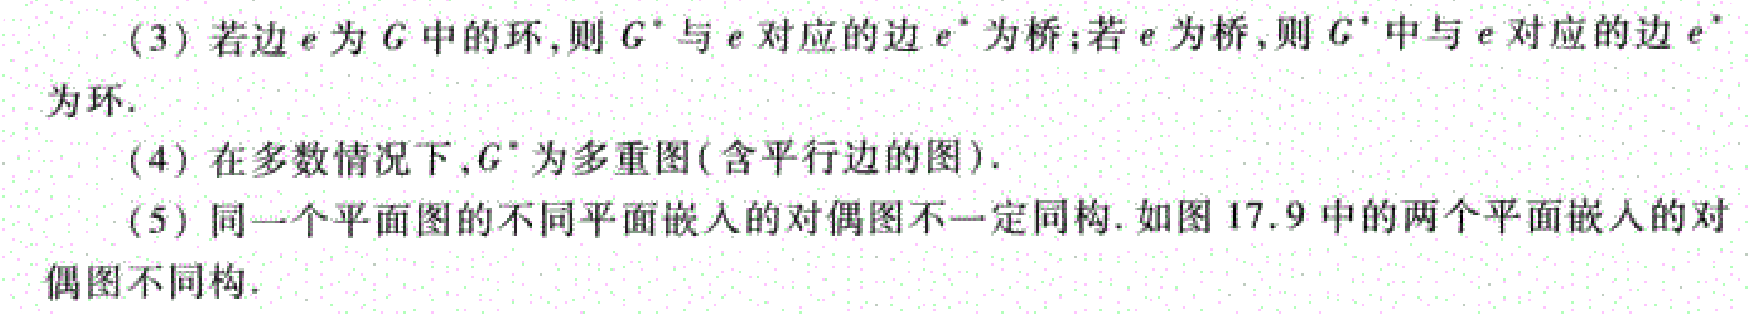 (3) 若边 e 为 G 中的环,则 G* 与 e 对应的边 e* 为桥;若 e 为桥,则 G* 中与 e 对应的边 e*
为环.
(4) 在多数情况下,G* 为多重图(含平行边的图).
(5) 同一个平面图的不同平面嵌入的对偶图不一定同构. 如图 17.9 中的两个平面嵌入的对
偶图不同构.